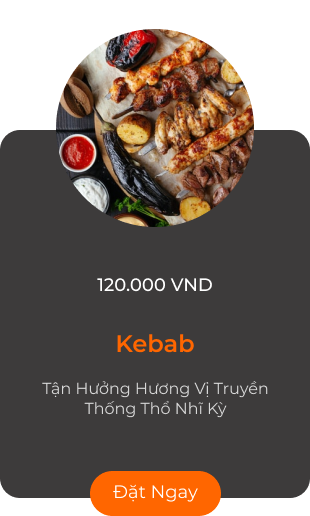 120.000 VND
Kebab
Tận Hưởng Hương Vị Truyền
Thống Thổ Nhĩ Kỳ
Đặt Ngay